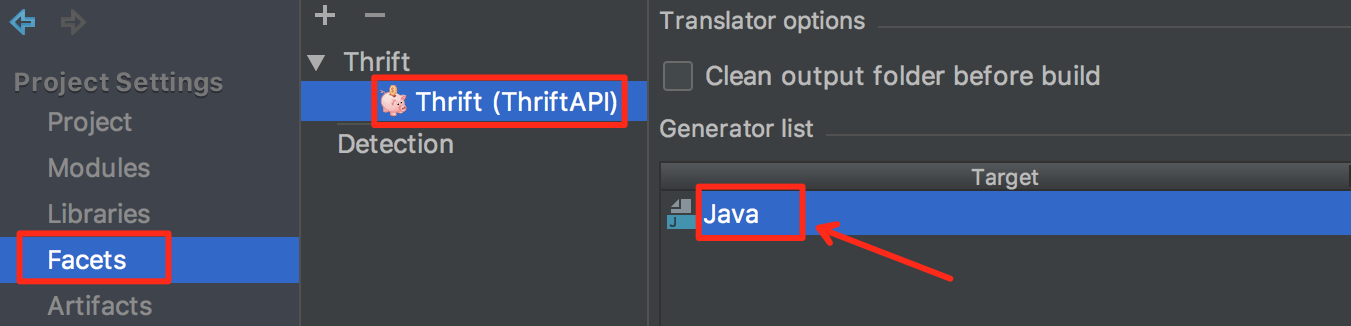 Project Settings
Project
Modules
Libraries
Facets
Artifacts
Thrift
Thrift (ThriftAPI)
Detection
Translator options
Clean output folder before build
Generator list
Target
Java